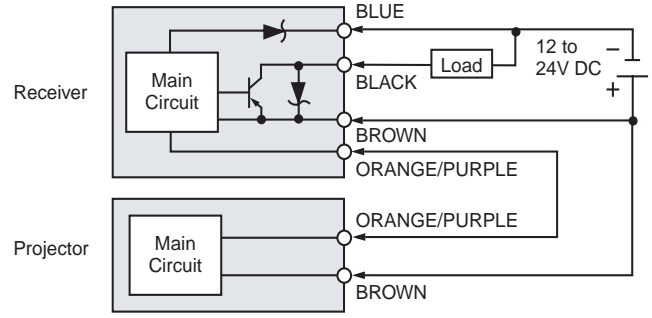 BLUE
12 to
24V DC
−
+
Load
BLACK
Main
Circuit
Receiver
BROWN
ORANGE/PURPLE
ORANGE/PURPLE
Main
Circuit
Projector
BROWN